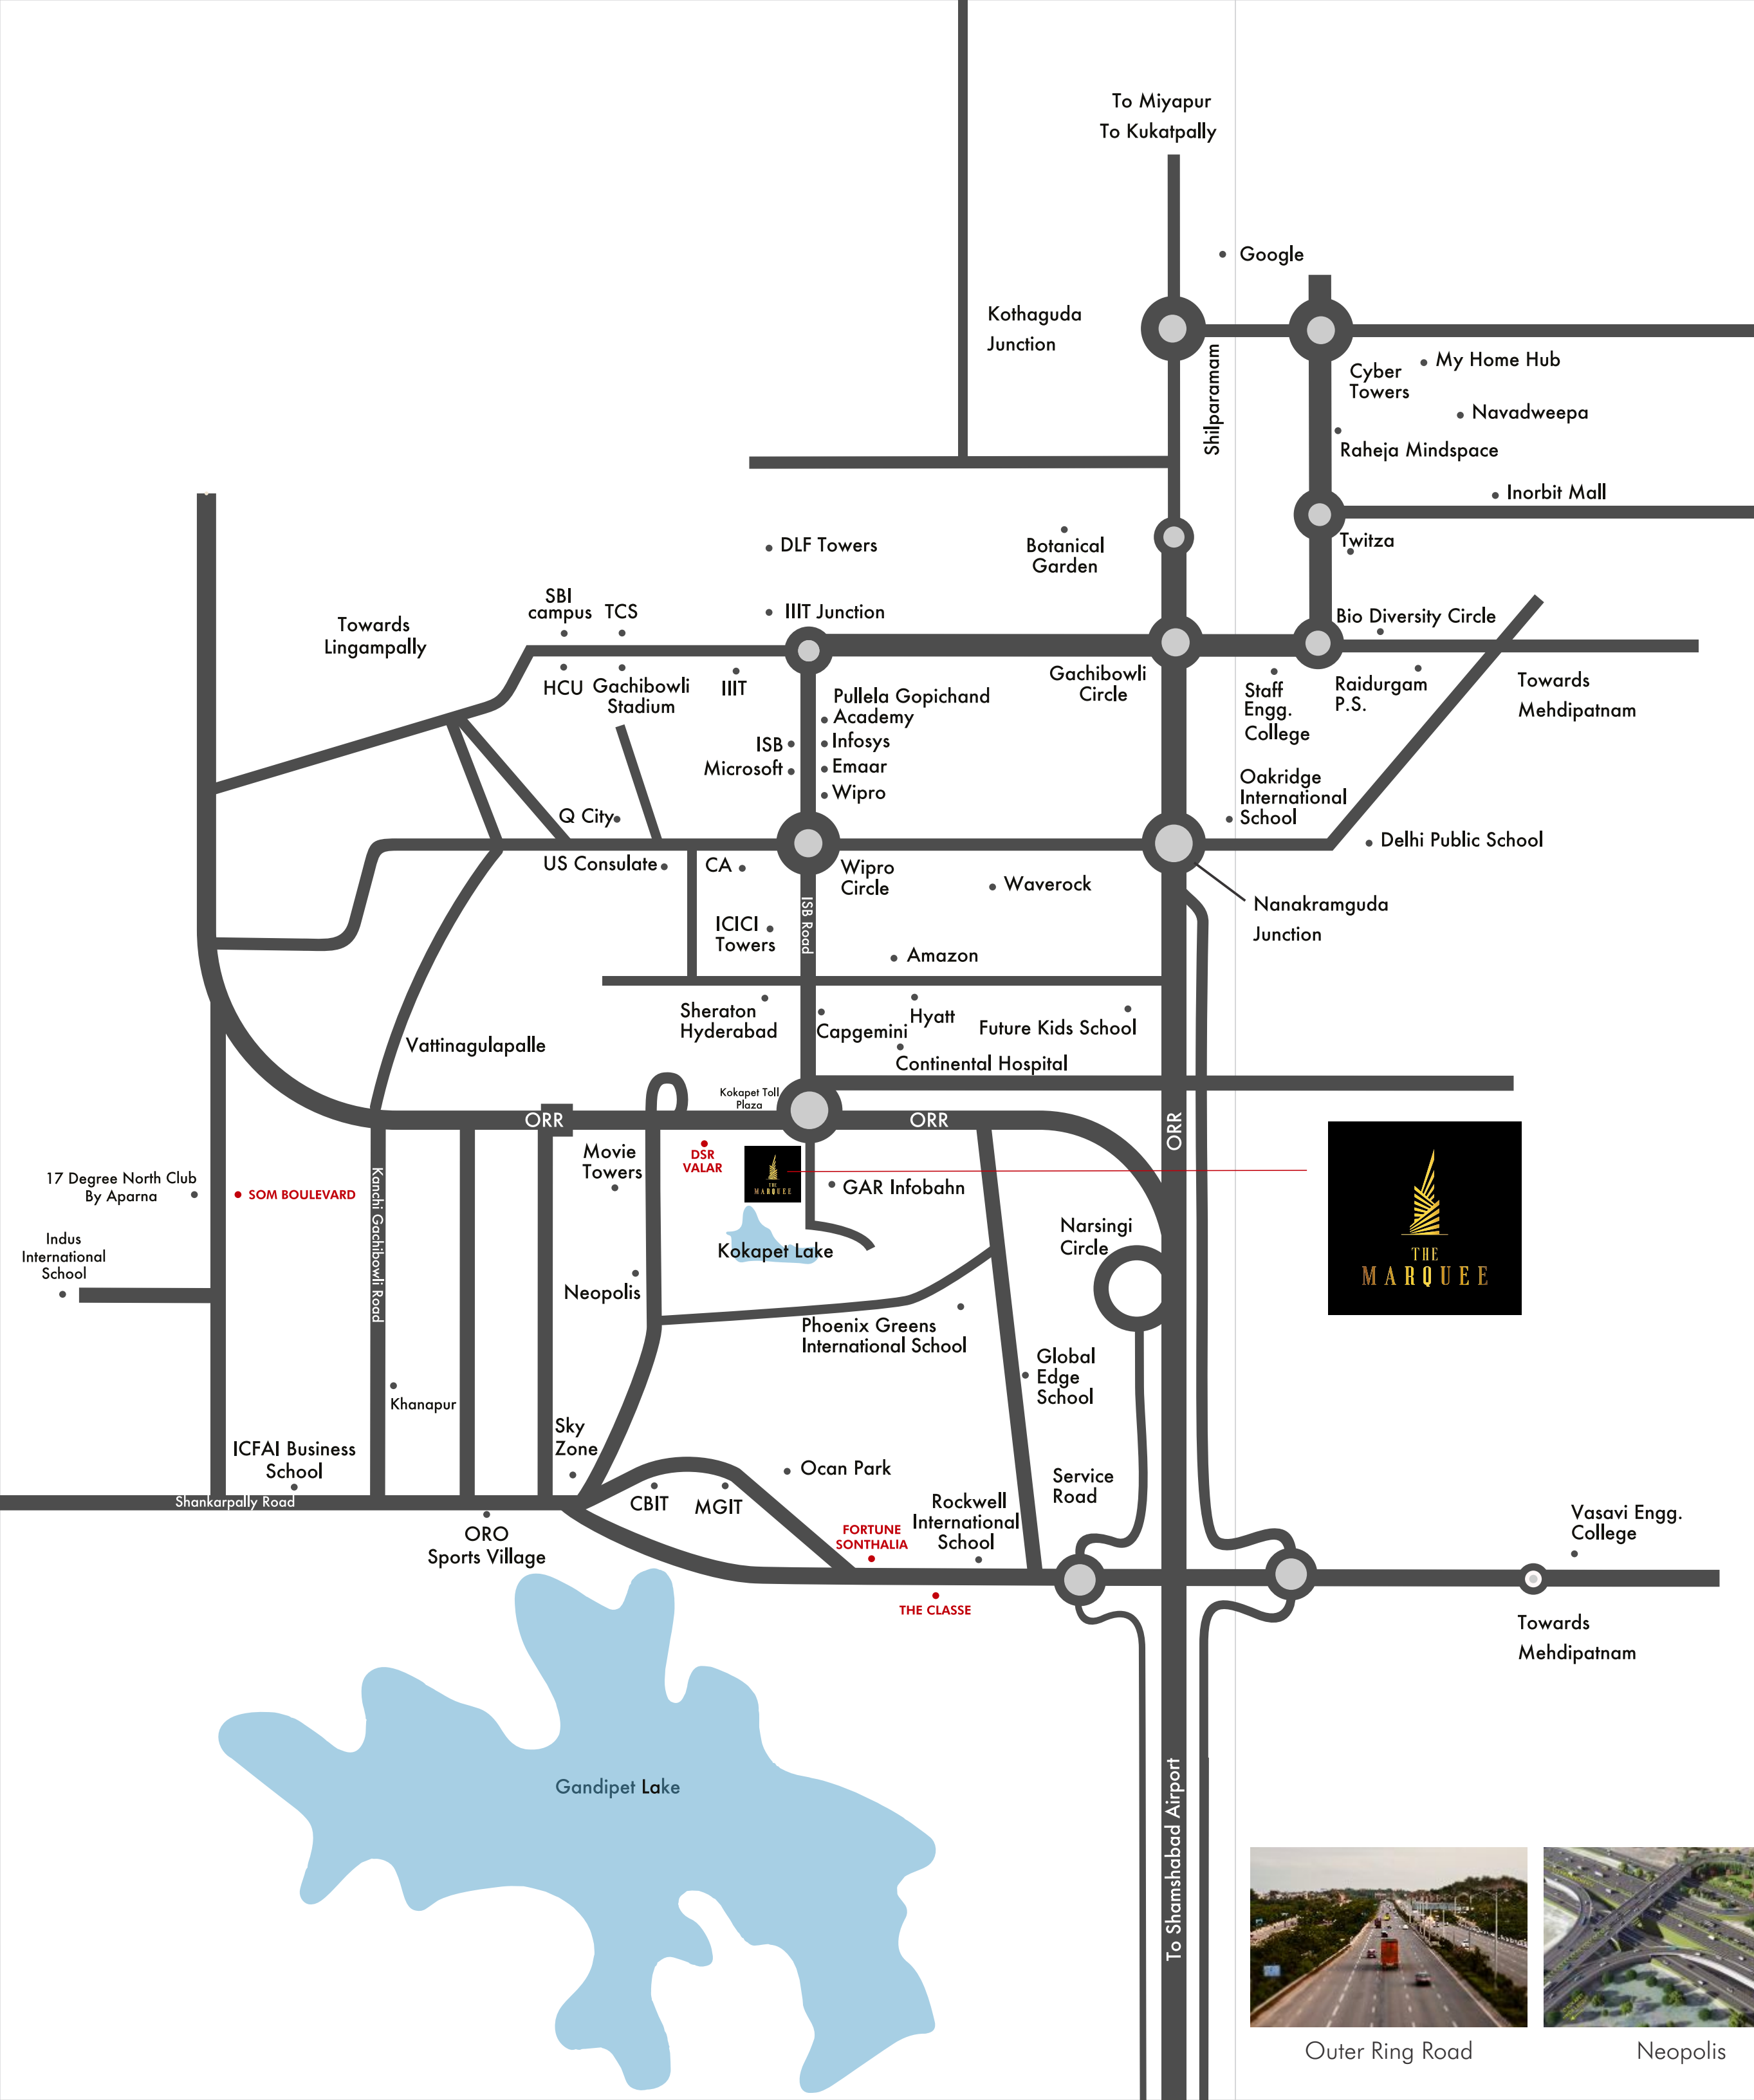 To Miyapur
To Kukatpally
Google
Kothaguda
Junction
Shilparamam
Cyber
Towers
My Home Hub
Navadweepa
Raheja Mindspace
Inorbit Mall
Twitza
DLF Towers
Botanical
Garden
SBI
campus
TCS
IIIT Junction
Bio Diversity Circle
Towards
Lingampally
HCU
Gachibowli
Stadium
IIIT
Gachibowli
Circle
Staff
Engg.
College
Raidurgam
P.S.
Towards
Mehdipatnam
Pullela Gopichand
Academy
ISB
Infosys
Microsoft
Emaar
Wipro
Oakridge
International
School
Q City
Delhi Public School
US Consulate
CA
Wipro
Circle
Waverock
Nanakramguda
Junction
ISB Road
ICICI
Towers
Amazon
Sheraton
Hyderabad
Capgemini
Hyatt
Future Kids School
Continental Hospital
Vattinagulapalle
Kokapet Toll
Plaza
ORR
ORR
ORR
Movie
Towers
DSR
VALAR
THE
MARQUEE
GAR Infobahn
17 Degree North Club
By Aparna
SOM BOULEVARD
Kanchi Gachibowli Road
Narsingi
Circle
Kokapet Lake
THE
MARQUEE
Indus
International
School
Neopolis
Phoenix Greens
International School
Global
Edge
School
Khanapur
Sky
Zone
ICFAI Business
School
Shankarpally Road
Ocan Park
CBIT
MGIT
Service
Road
Rockwell
International
School
FORTUNE
SONTHALIA
Vasavi Engg.
College
ORO
Sports Village
THE CLASSE
Towards
Mehdipatnam
Gandipet Lake
To Shamshabad Airport
Outer Ring Road
Neopolis